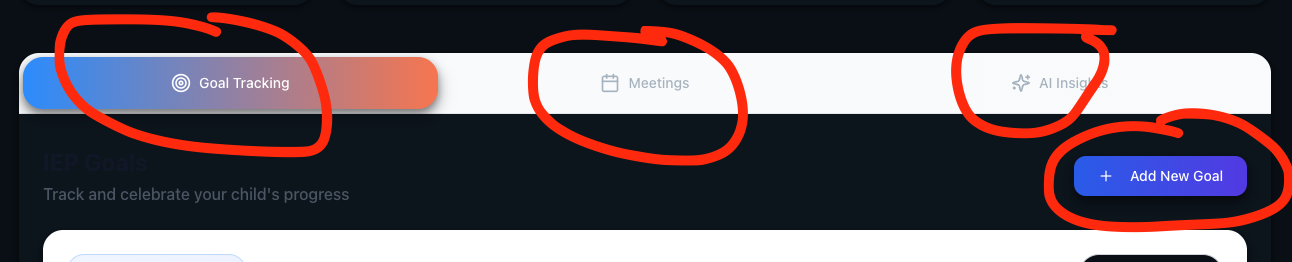 Goal Tracking
Meetings
AI Insights
IEP Goals
Add New Goal
Track and celebrate your child's progress